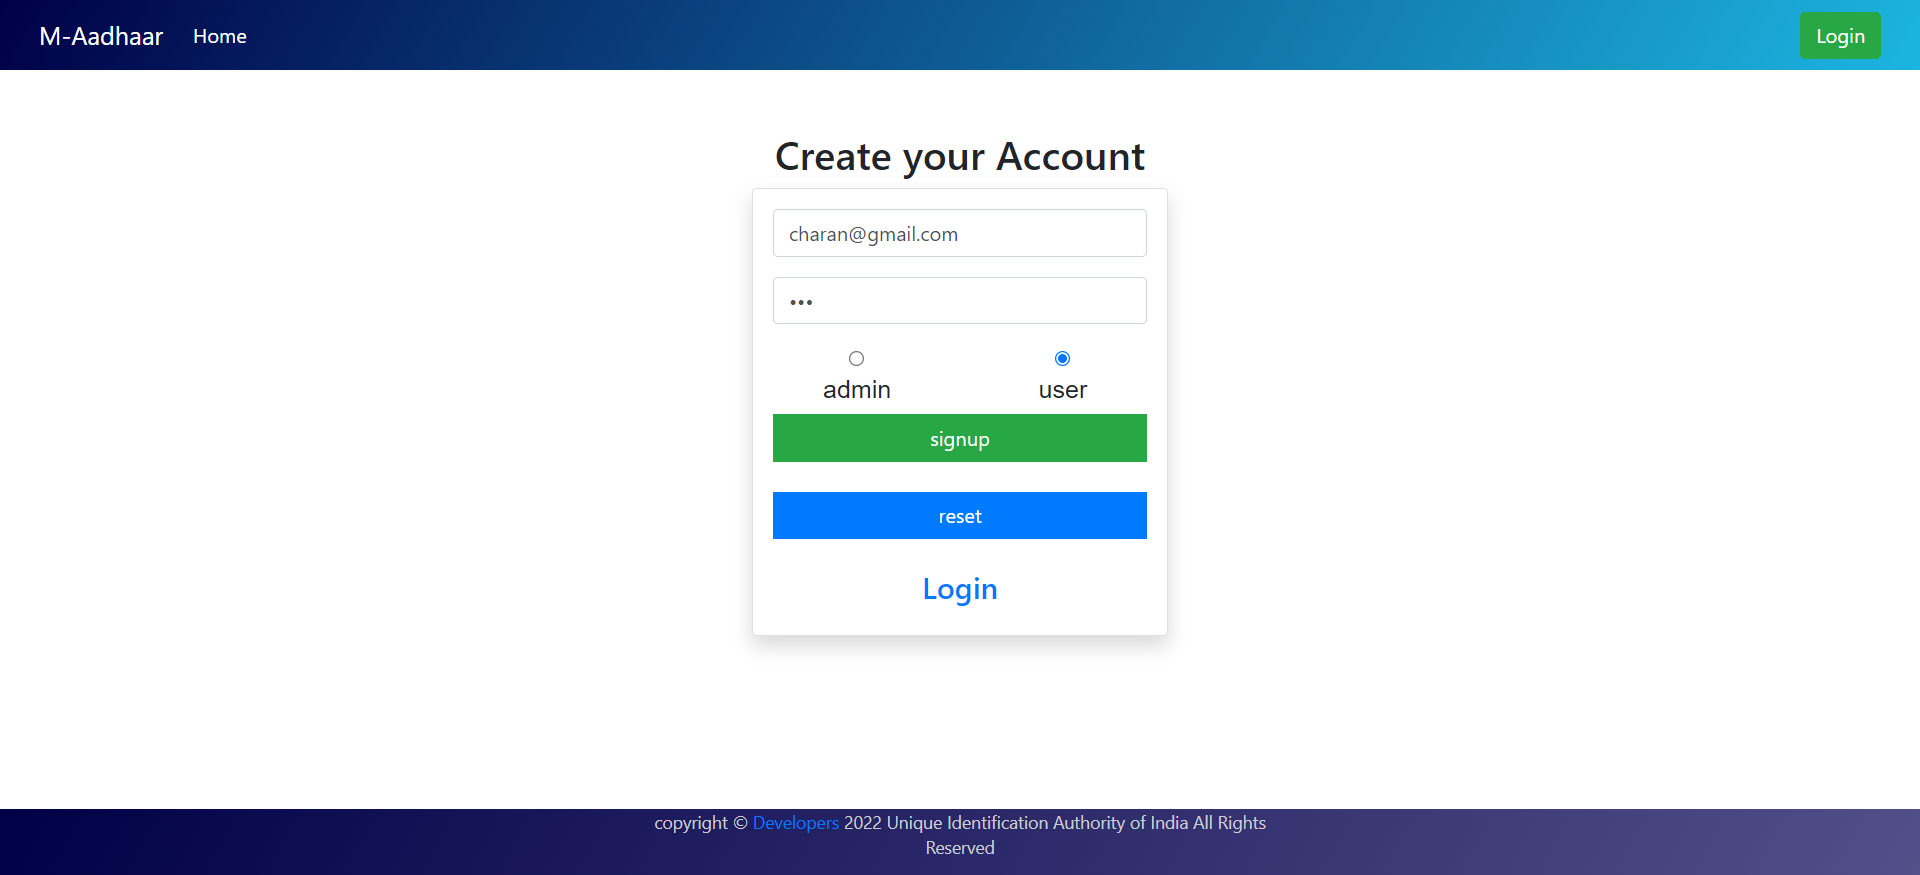 M-Aadhaar Home Login
Create your Account
charan@gmail.com
•••
admin user
signup
reset
Login
copyright © Developers 2022 Unique Identification Authority of India All Rights
Reserved